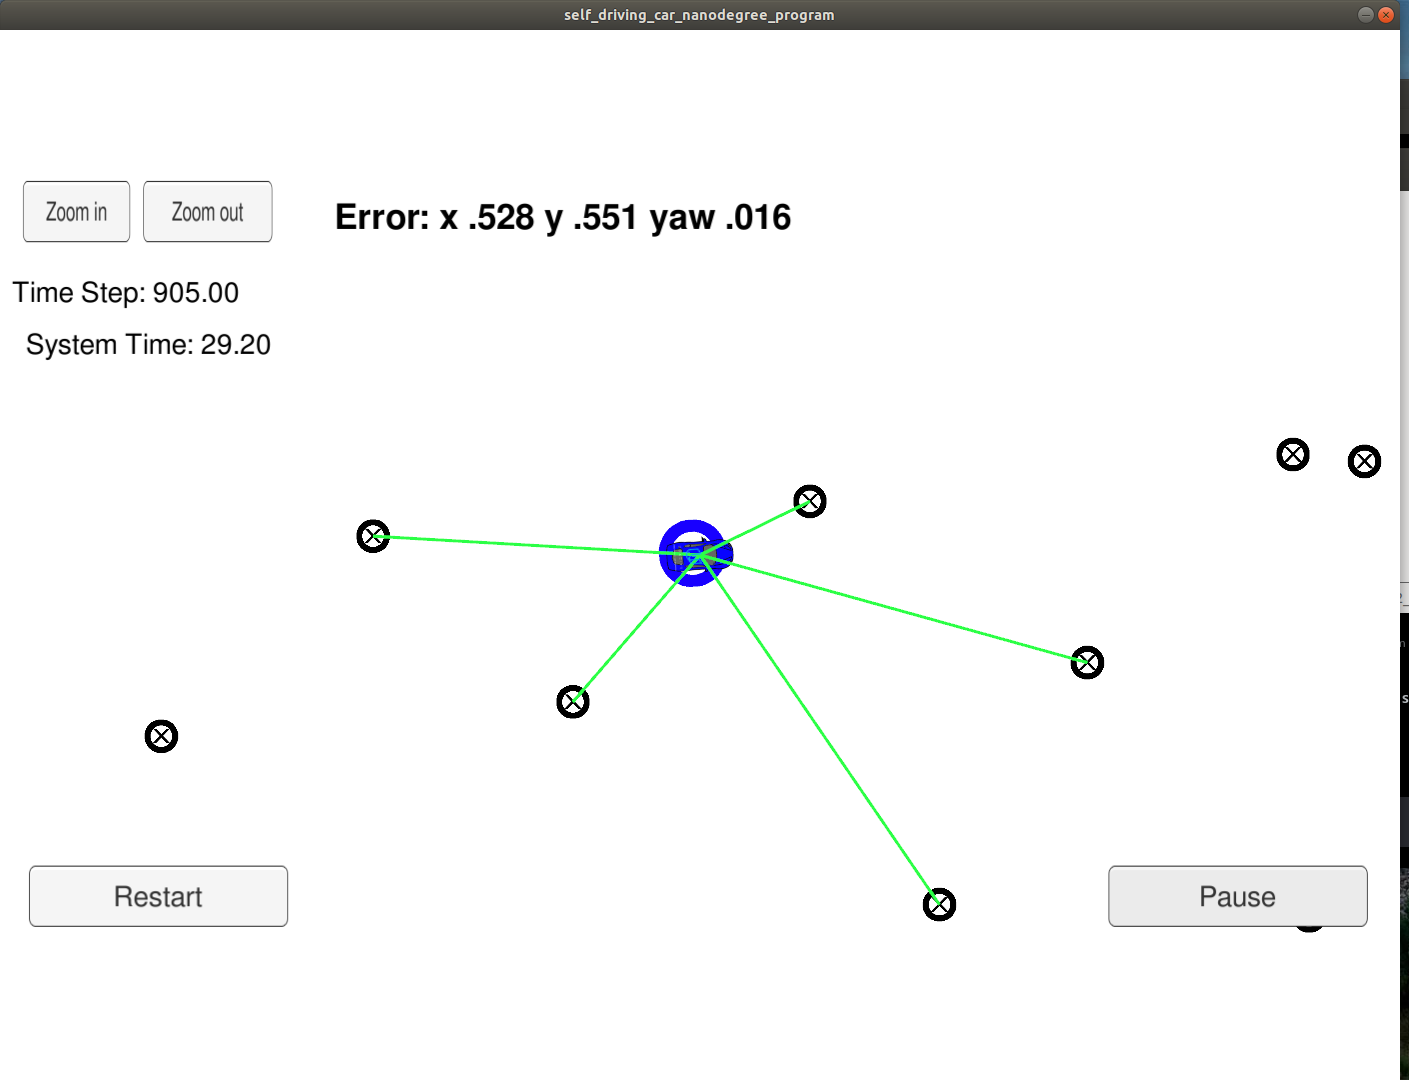 self_driving_car_nanodegree_program
Zoom in
Zoom out
Error: x .528 y .551 yaw .016
Time Step: 905.00
System Time: 29.20
Restart
Pause